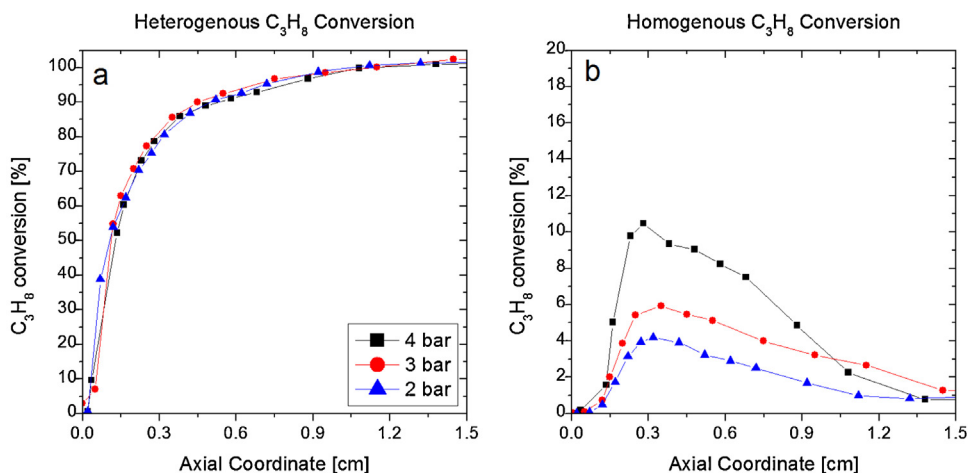 Heterogenous C₃H₈ Conversion
a
100
90
80
70
60
50
40
30
20
10
0
C₃H₈ conversion [%]
4 bar
3 bar
2 bar
0.0 0.3 0.6 0.9 1.2 1.5
Axial Coordinate [cm]
Homogenous C₃H₈ Conversion
b
20
18
16
14
12
10
8
6
4
2
0
C₃H₈ conversion [%]
0.0 0.3 0.6 0.9 1.2 1.5
Axial Coordinate [cm]